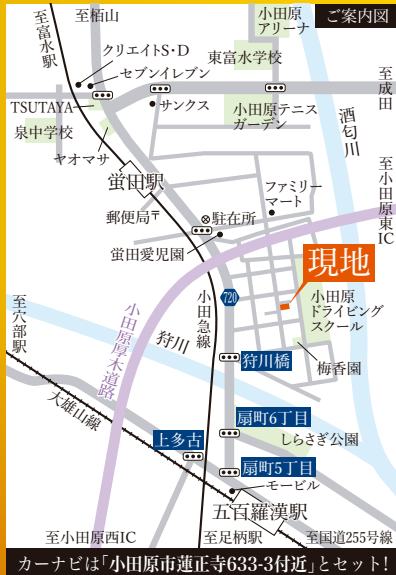 ご案内図
至富水駅
至栢山
小田原
アリーナ
クリエイトS・D
セブンイレブン
東富水学校
至成田
TSUTAYA
サンクス
小田原テニス
ガーデン
酒匂川
泉中学校
ヤオマサ
至小田原東IC
蛍田駅
ファミリー
マート
郵便局〒
駐在所
蛍田愛児園
現地
720
小田原
ドライビング
スクール
至穴部駅
小田原厚木道路
小田急線
狩川
狩川橋
梅香園
大雄山線
扇町6丁目
上多古
しらさぎ公園
扇町5丁目
モービル
五百羅漢駅
至小田原西IC
至足柄駅
至国道255号線
カーナビは「小田原市蓮正寺633-3付近」とセット!